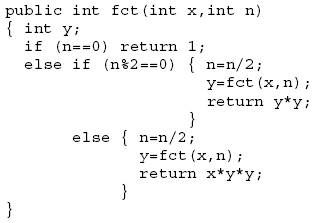 public int fct(int x,int n)
{ int y;
  if (n==0) return 1;
  else if (n%2==0) { n=n/2;
                     y=fct(x,n);
                     return y*y;
                   }
       else { n=n/2;
              y=fct(x,n);
              return x*y*y;
            }
}